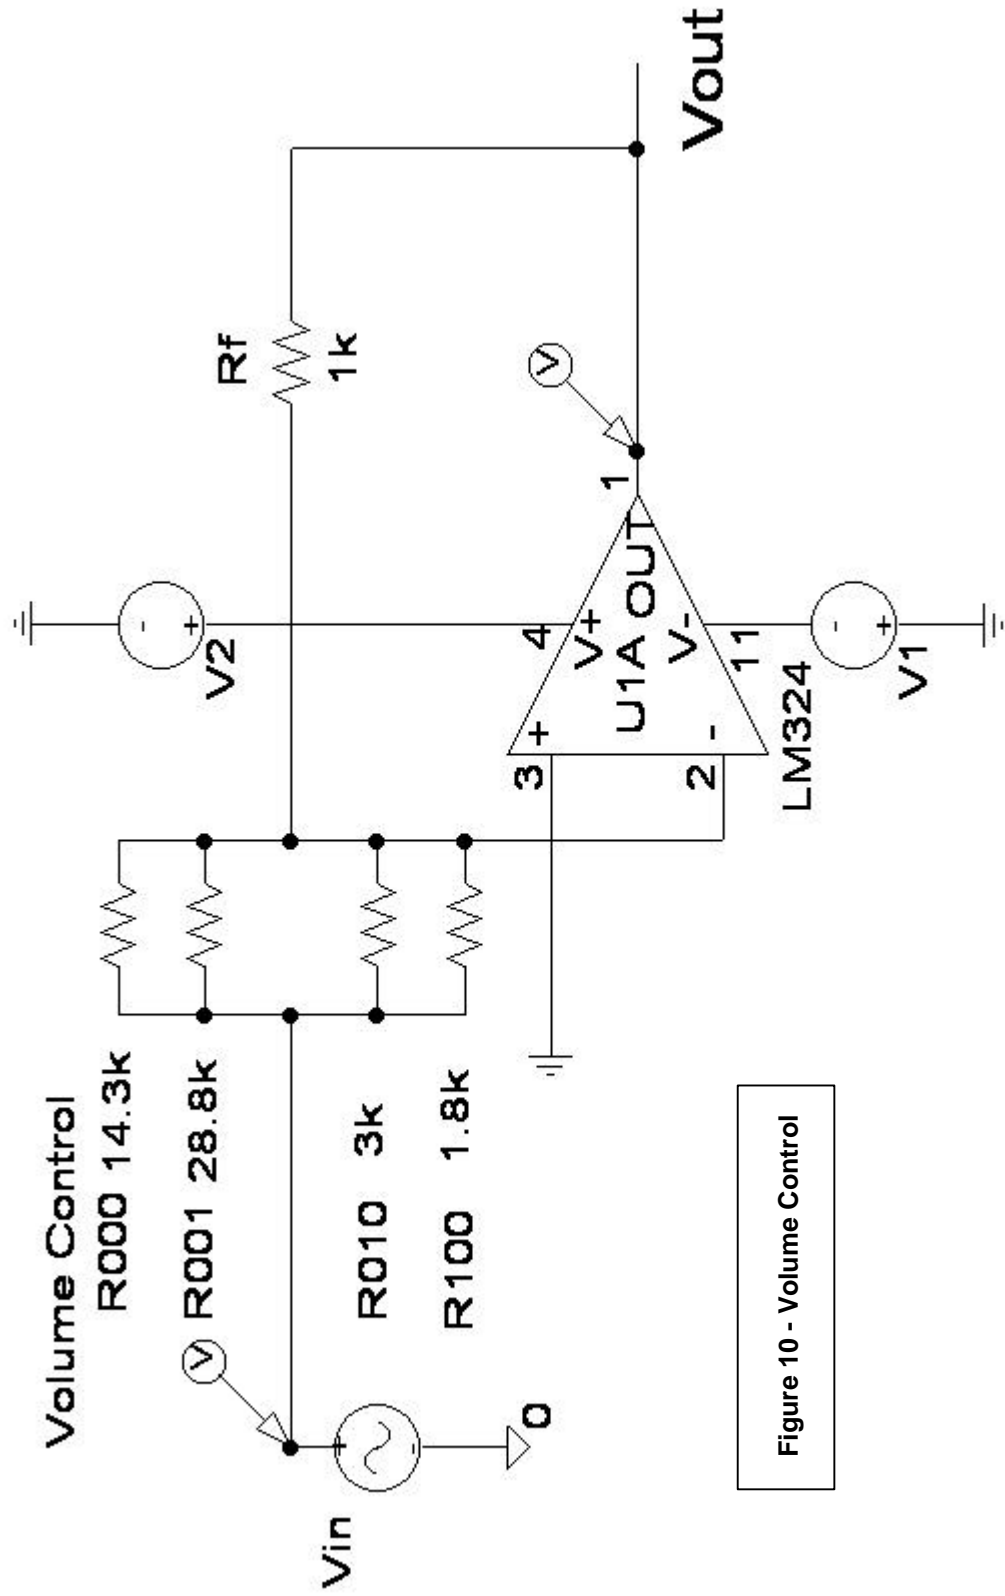 Volume Control
R000 14.3k
R001 28.8k
R010 3k
R100 1.8k
V
Vin
+
-
0
Rf
1k
V2
-
+
3
+
2
-
4
V+
U1A OUT
V-
11
1
LM324
V1
-
+
V
Vout
Figure 10 - Volume Control